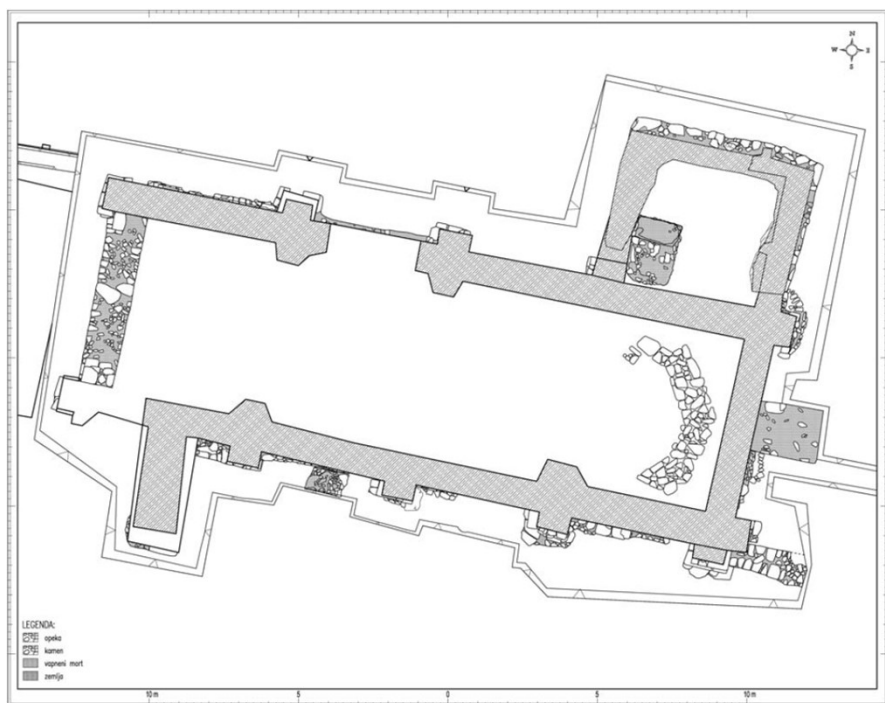 N
W E
S
LEGENDA:
opeka
kamen
vapneni mort
zemlja
10 m 5 0 5 10 m